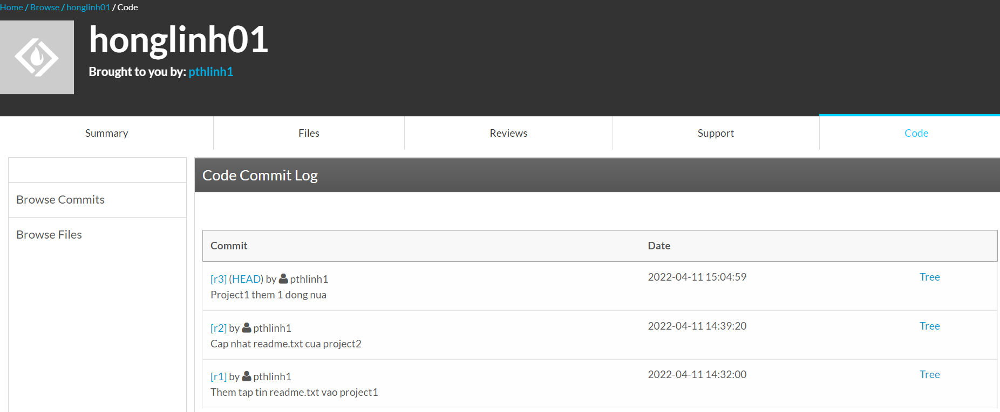 Home / Browse / honglinh01 / Code
honglinh01
Brought to you by: pthlinh1
Summary
Files
Reviews
Support
Code
Browse Commits
Browse Files
Code Commit Log
Commit
Date
[r3] (HEAD) by pthlinh1
2022-04-11 15:04:59
Tree
Project1 them 1 dong nua
[r2] by pthlinh1
2022-04-11 14:39:20
Tree
Cap nhat readme.txt cua project2
[r1] by pthlinh1
2022-04-11 14:32:00
Tree
Them tap tin readme.txt vao project1